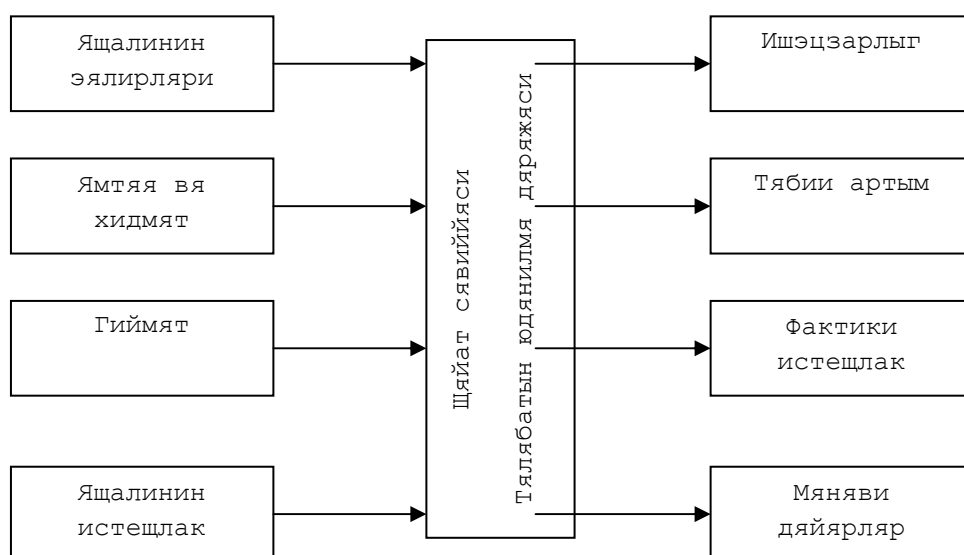 Ящалинин
эялирляри
Ямтяя вя
хидмят
Гиймят
Ящалинин
истещлак
Щяйат сявиййяси
Тялябатын юдянилмя дяряжяси
Ишэцзарлыг
Тябии артым
Фактики
истещлак
Мяняви
дяйярляр